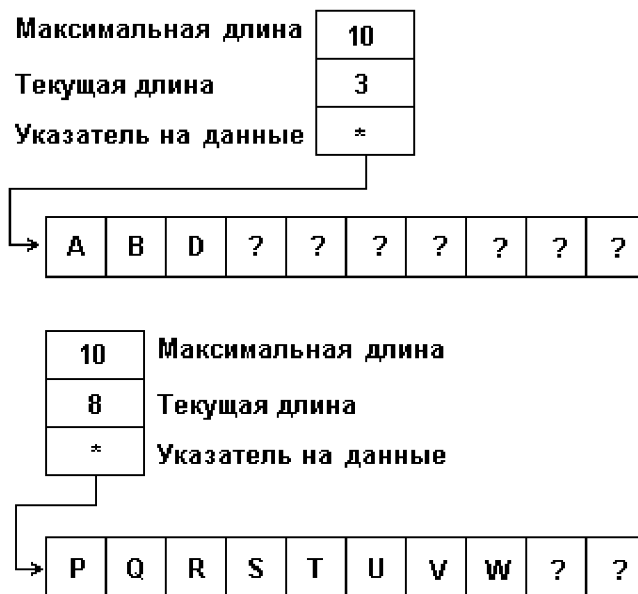 Максимальная длина 10
Текущая длина 3
Указатель на данные *
A B D ? ? ? ? ? ? ?
10 Максимальная длина
8 Текущая длина
* Указатель на данные
P Q R S T U V W ? ?